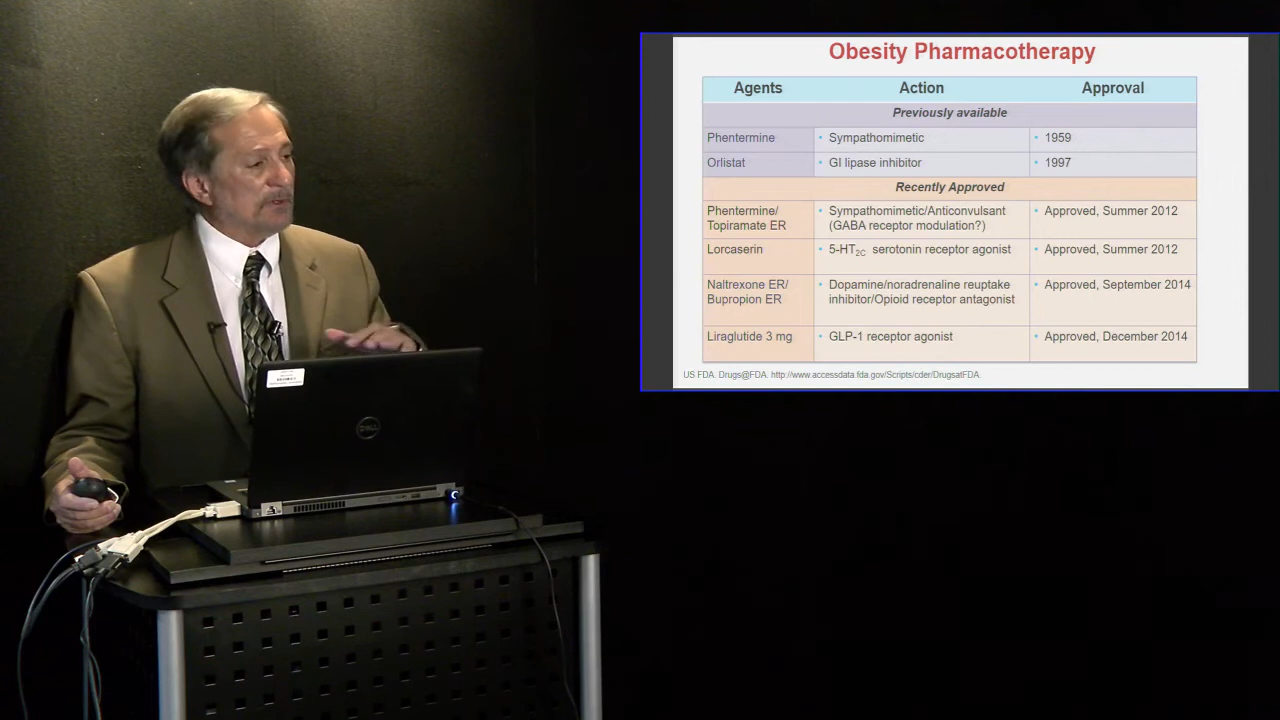 Obesity Pharmacotherapy
Agents Action Approval
Previously available
Phentermine • Sympathomimetic • 1959
Orlistat • GI lipase inhibitor • 1997
Recently Approved
Phentermine/ • Sympathomimetic/Anticonvulsant • Approved, Summer 2012
Topiramate ER (GABA receptor modulation?)
Lorcaserin • 5-HT2C serotonin receptor agonist • Approved, Summer 2012
Naltrexone ER/ • Dopamine/noradrenaline reuptake • Approved, September 2014
Bupropion ER inhibitor/Opioid receptor antagonist
Liraglutide 3 mg • GLP-1 receptor agonist • Approved, December 2014
US FDA. Drugs@FDA. http://www.accessdata.fda.gov/Scripts/cder/DrugsatFDA.
DELL